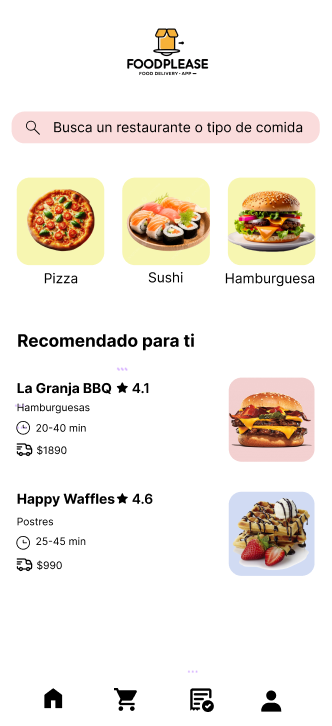 FOODPLEASE
FOOD DELIVERY - APP
Busca un restaurante o tipo de comida
Pizza
Sushi
Hamburguesa
Recomendado para ti
La Granja BBQ ★ 4.1
Hamburguesas
20-40 min
$1890
Happy Waffles ★ 4.6
Postres
25-45 min
$990